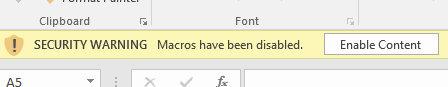 Format Painter
Clipboard Font
SECURITY WARNING Macros have been disabled. Enable Content
A5 fx